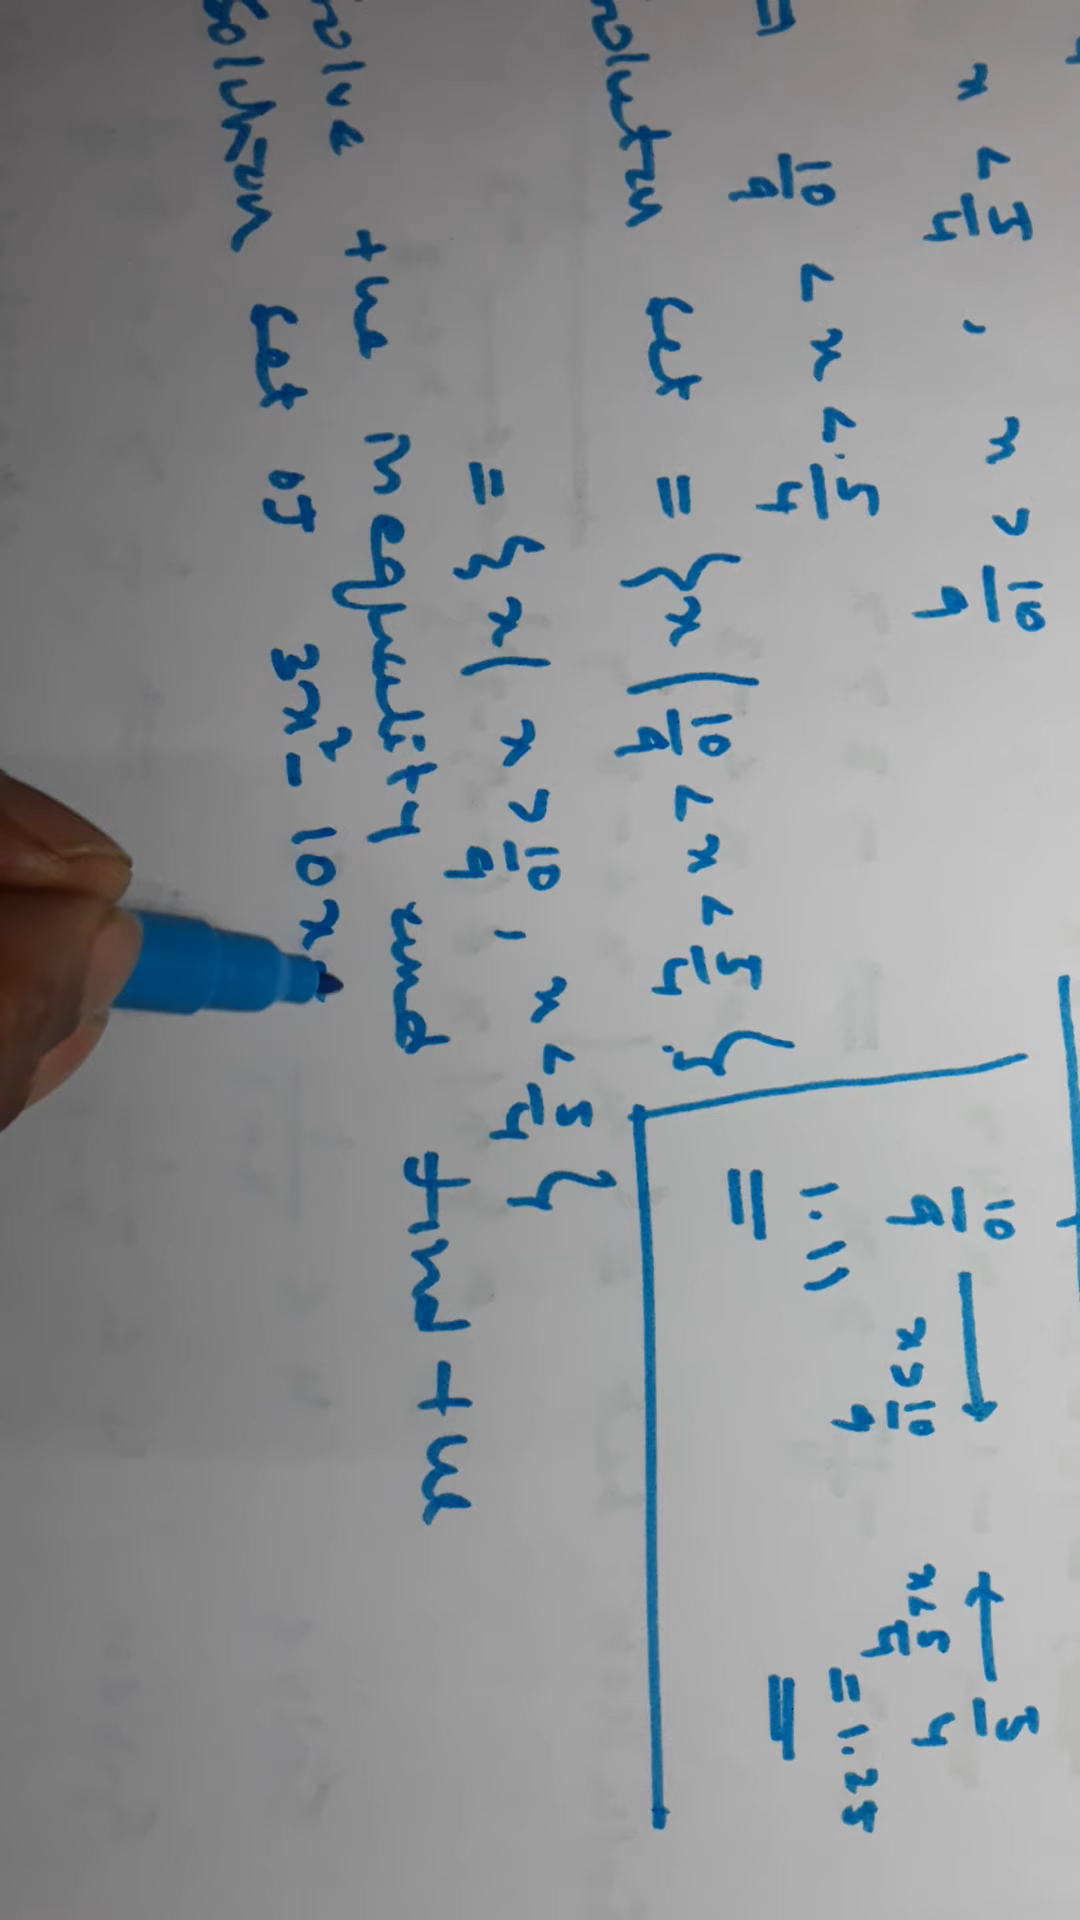 x < 5/4 , x > 10/9
10/9 < x < 5/4
solution set = {x | 10/9 < x < 5/4}
= {x | x > 10/9, x < 5/4}
10/9 → ← 5/4
x > 10/9 x < 5/4
1.11 = 1.25
solve the inequality and find the
solution set of 3x² - 10x